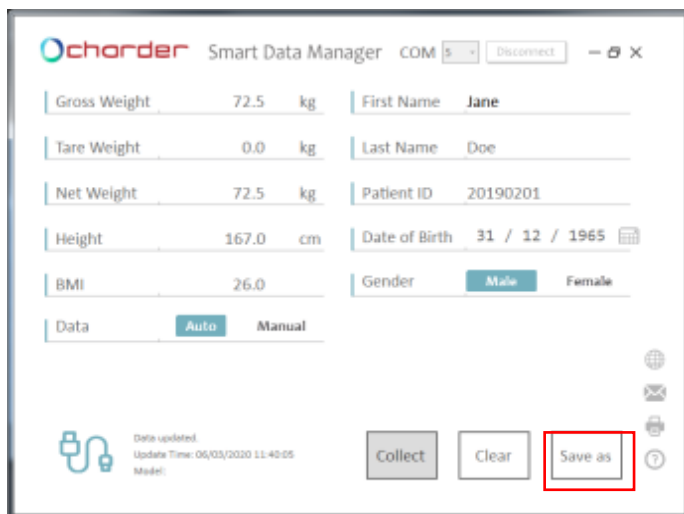 charder Smart Data Manager COM 5 Disconnect
Gross Weight 72.5 kg First Name Jane
Tare Weight 0.0 kg Last Name Doe
Net Weight 72.5 kg Patient ID 20190201
Height 167.0 cm Date of Birth 31 / 12 / 1965
BMI 26.0 Gender Male Female
Data Auto Manual
Data updated.
Update Time: 06/03/2020 11:40:05
Model:
Collect Clear Save as